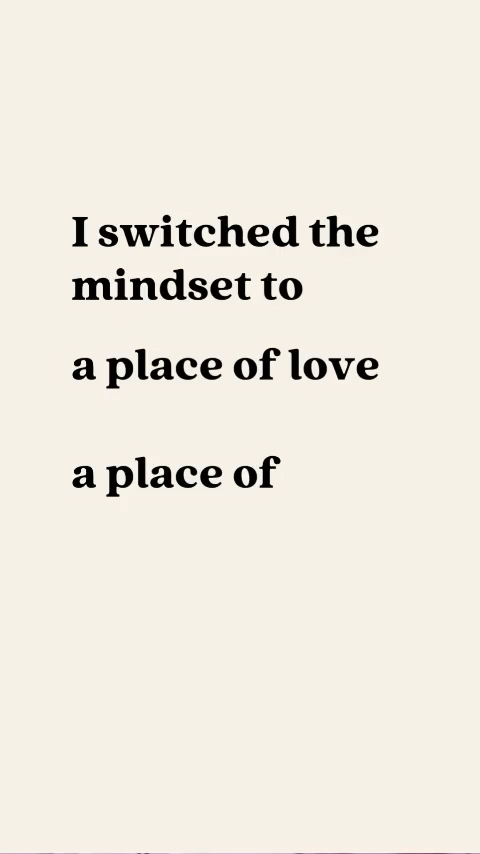 I switched the
mindset to
a place of love
a place of